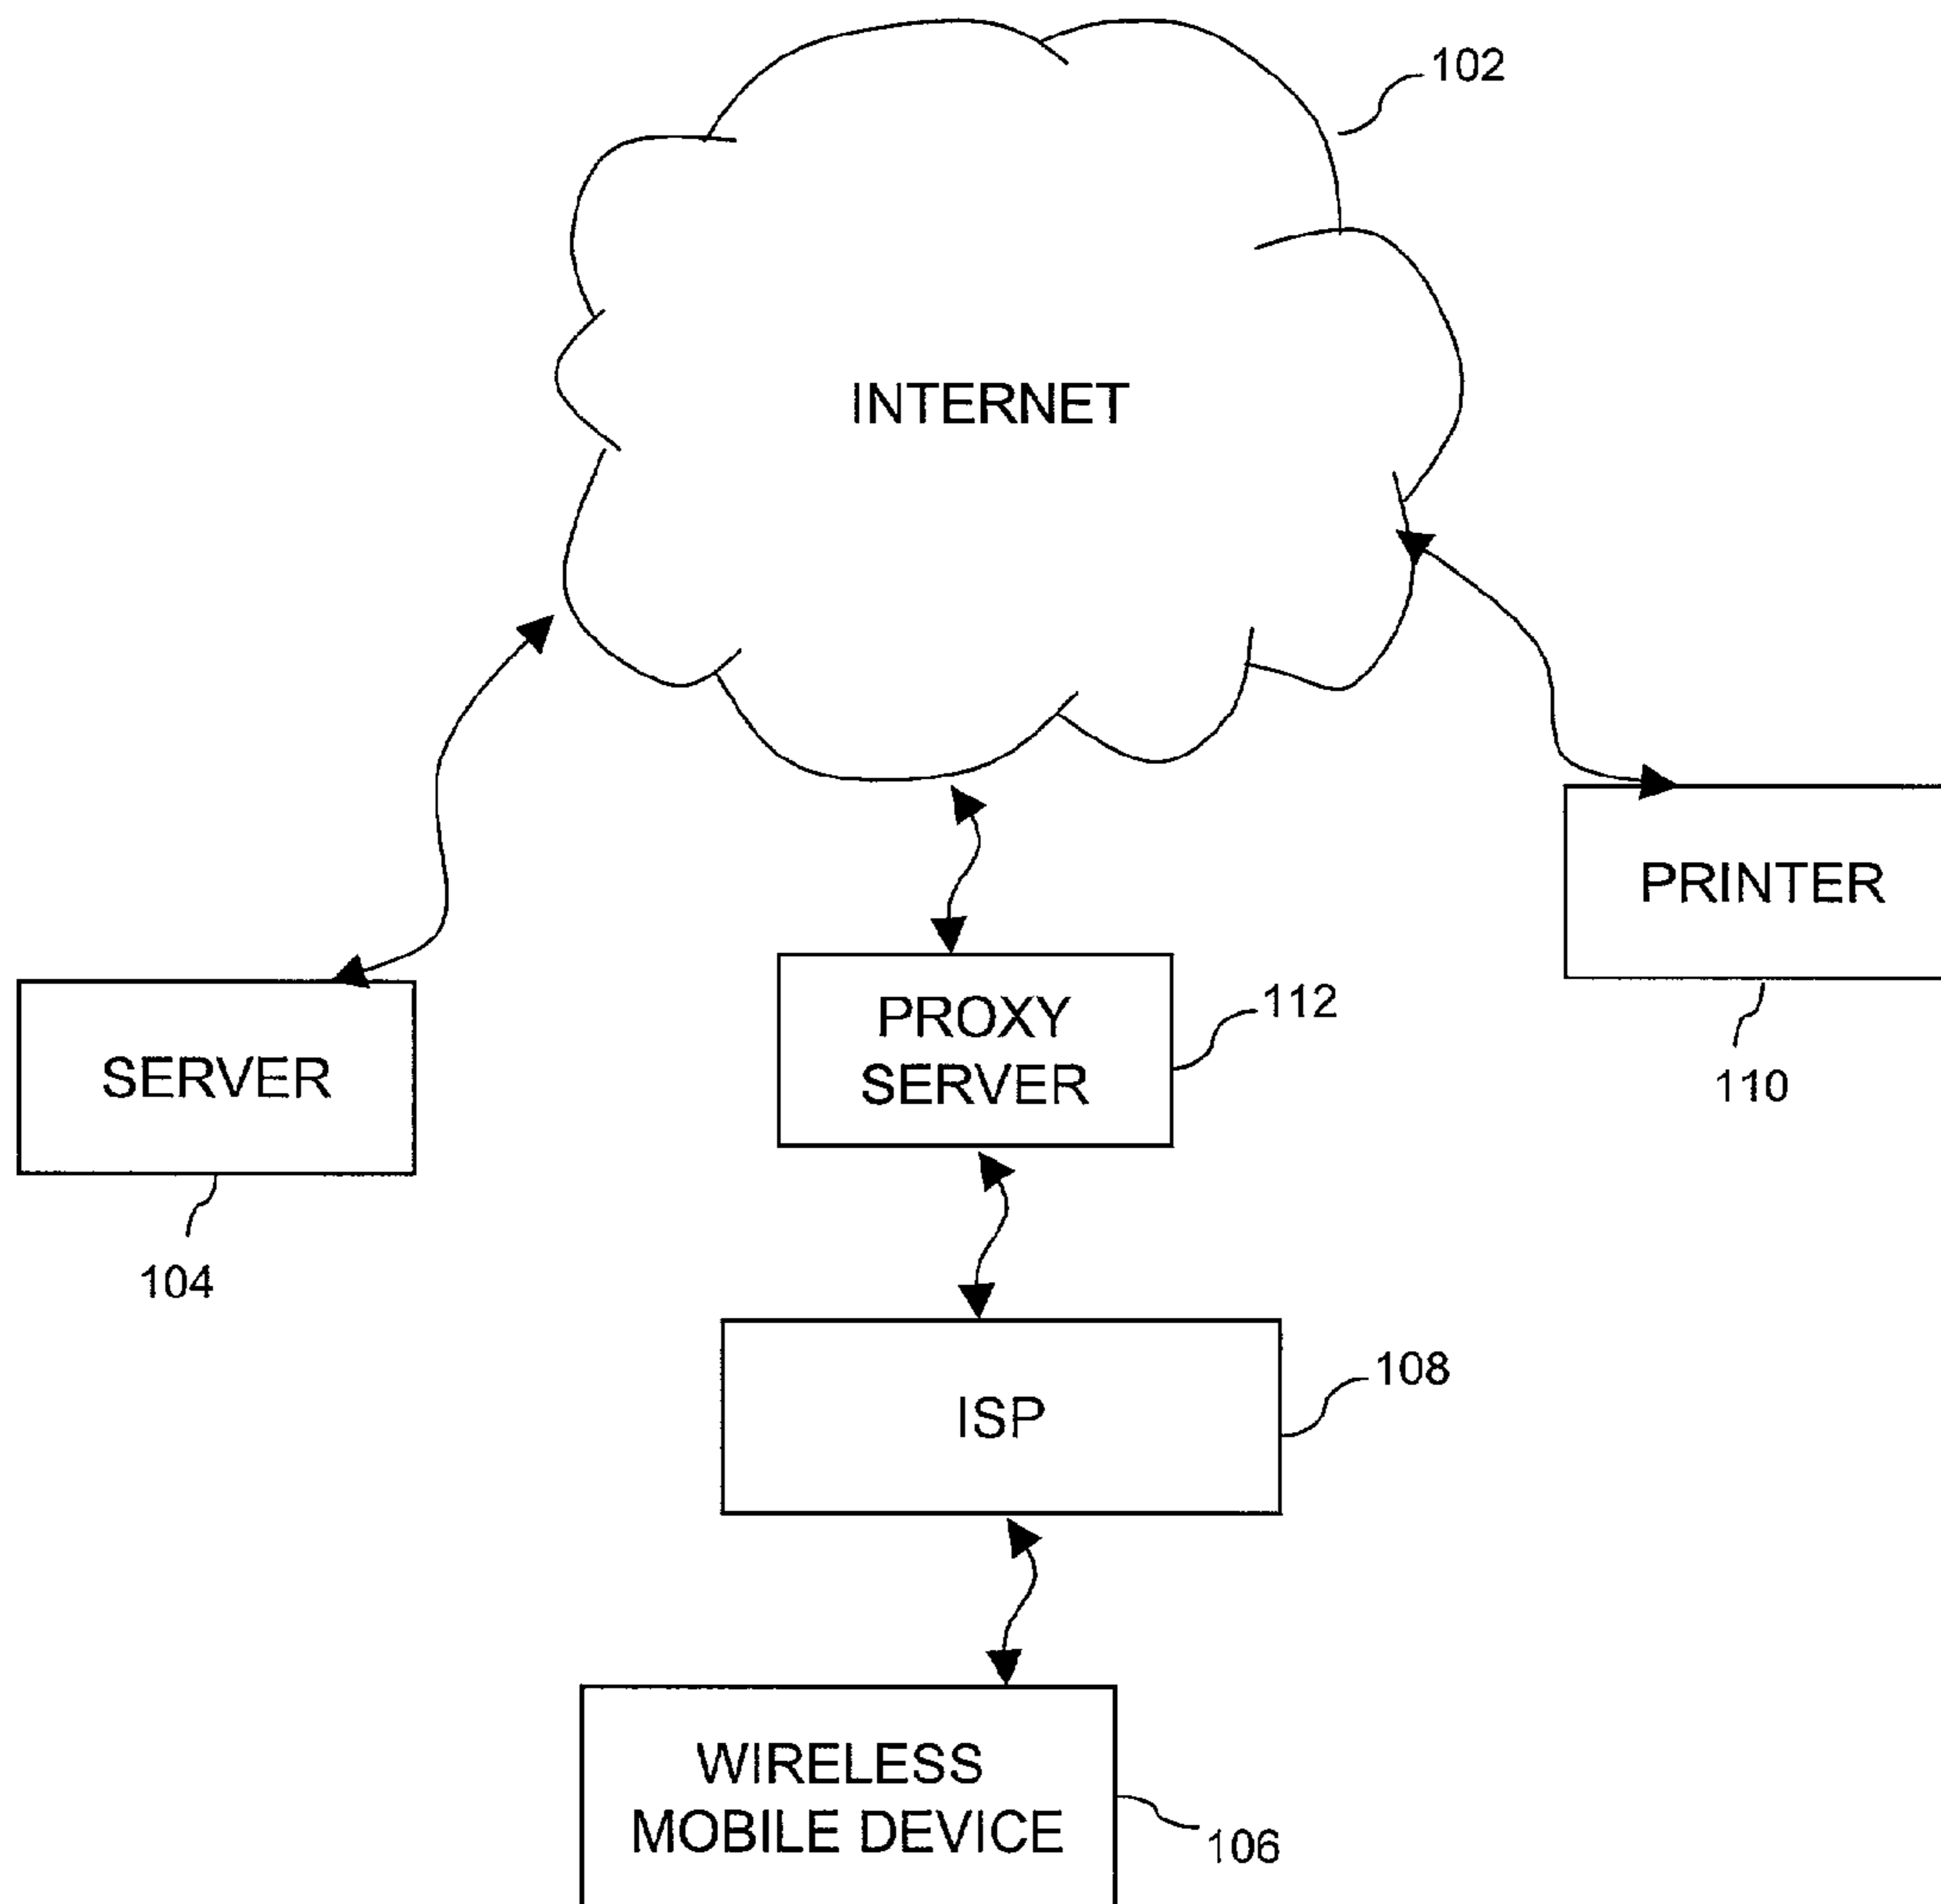 102
INTERNET
PRINTER
110
PROXY
SERVER
112
SERVER
104
ISP
108
WIRELESS
MOBILE DEVICE
106